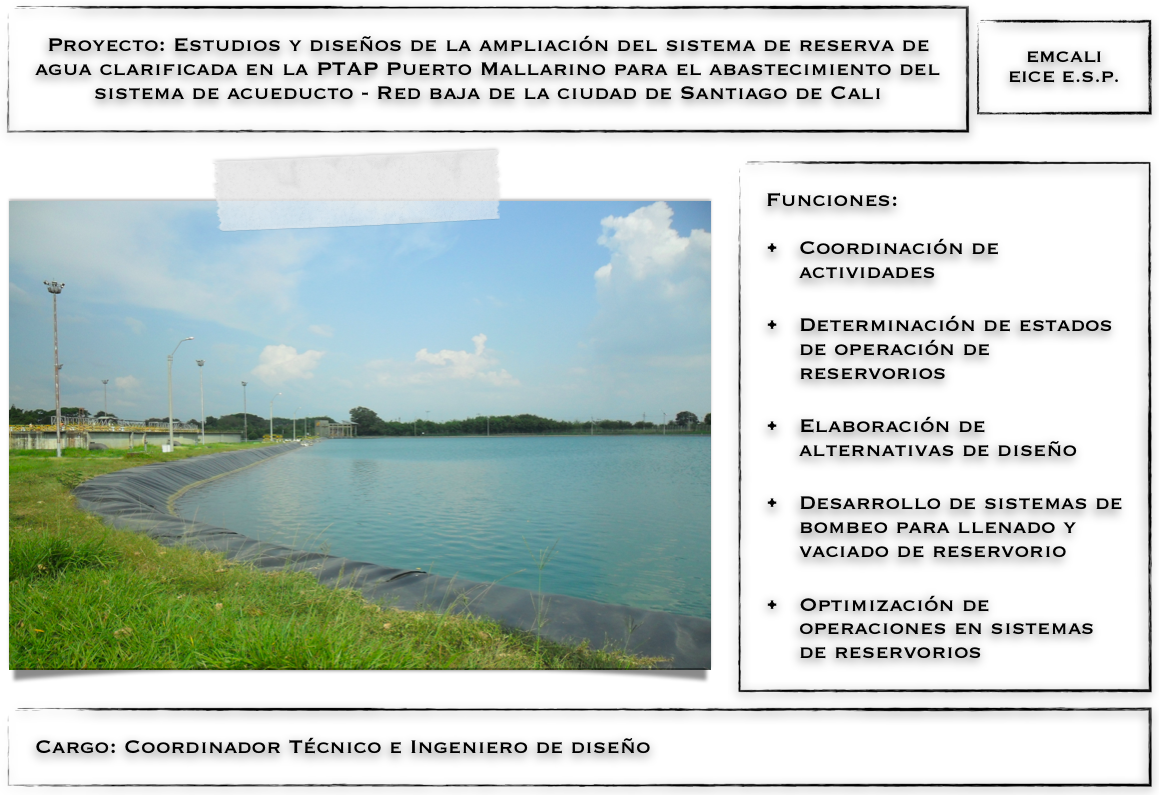 Proyecto: Estudios y diseños de la ampliación del sistema de reserva de
agua clarificada en la PTAP Puerto Mallarino para el abastecimiento del
sistema de acueducto - Red baja de la ciudad de Santiago de Cali
EMCALI
EICE E.S.P.
Funciones:
+ Coordinación de
actividades
+ Determinación de estados
de operación de
reservorios
+ Elaboración de
alternativas de diseño
+ Desarrollo de sistemas de
bombeo para llenado y
vaciado de reservorio
+ Optimización de
operaciones en sistemas
de reservorios
Cargo: Coordinador Técnico e Ingeniero de diseño